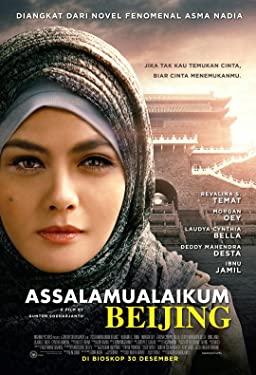 DIANGKAT DARI NOVEL FENOMENAL ASMA NADIA
JIKA TAK KAU TEMUKAN CINTA,
BIAR CINTA MENEMUKANMU.
REVALINA S.
TEMAT
MORGAN
OEY
LAUDYA CYNTHIA
BELLA
DEDDY MAHENDRA
DESTA
IBNU
JAMIL
ASSALAMUALAIKUM
BEIJING
A FILM BY
GUNTUR SOEHARJANTO
DI BIOSKOP 30 DESEMBER